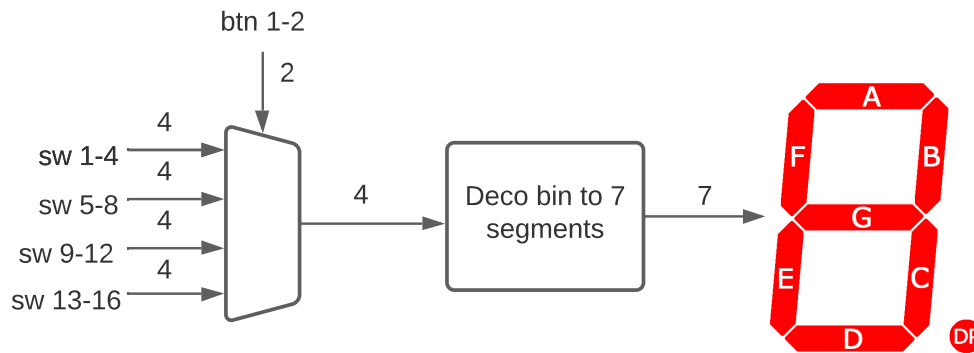 btn 1-2
2
4
sw 1-4
4
sw 5-8
4
sw 9-12
4
sw 13-16
4
Deco bin to 7
segments
7
A
F
B
G
E
C
D
DP